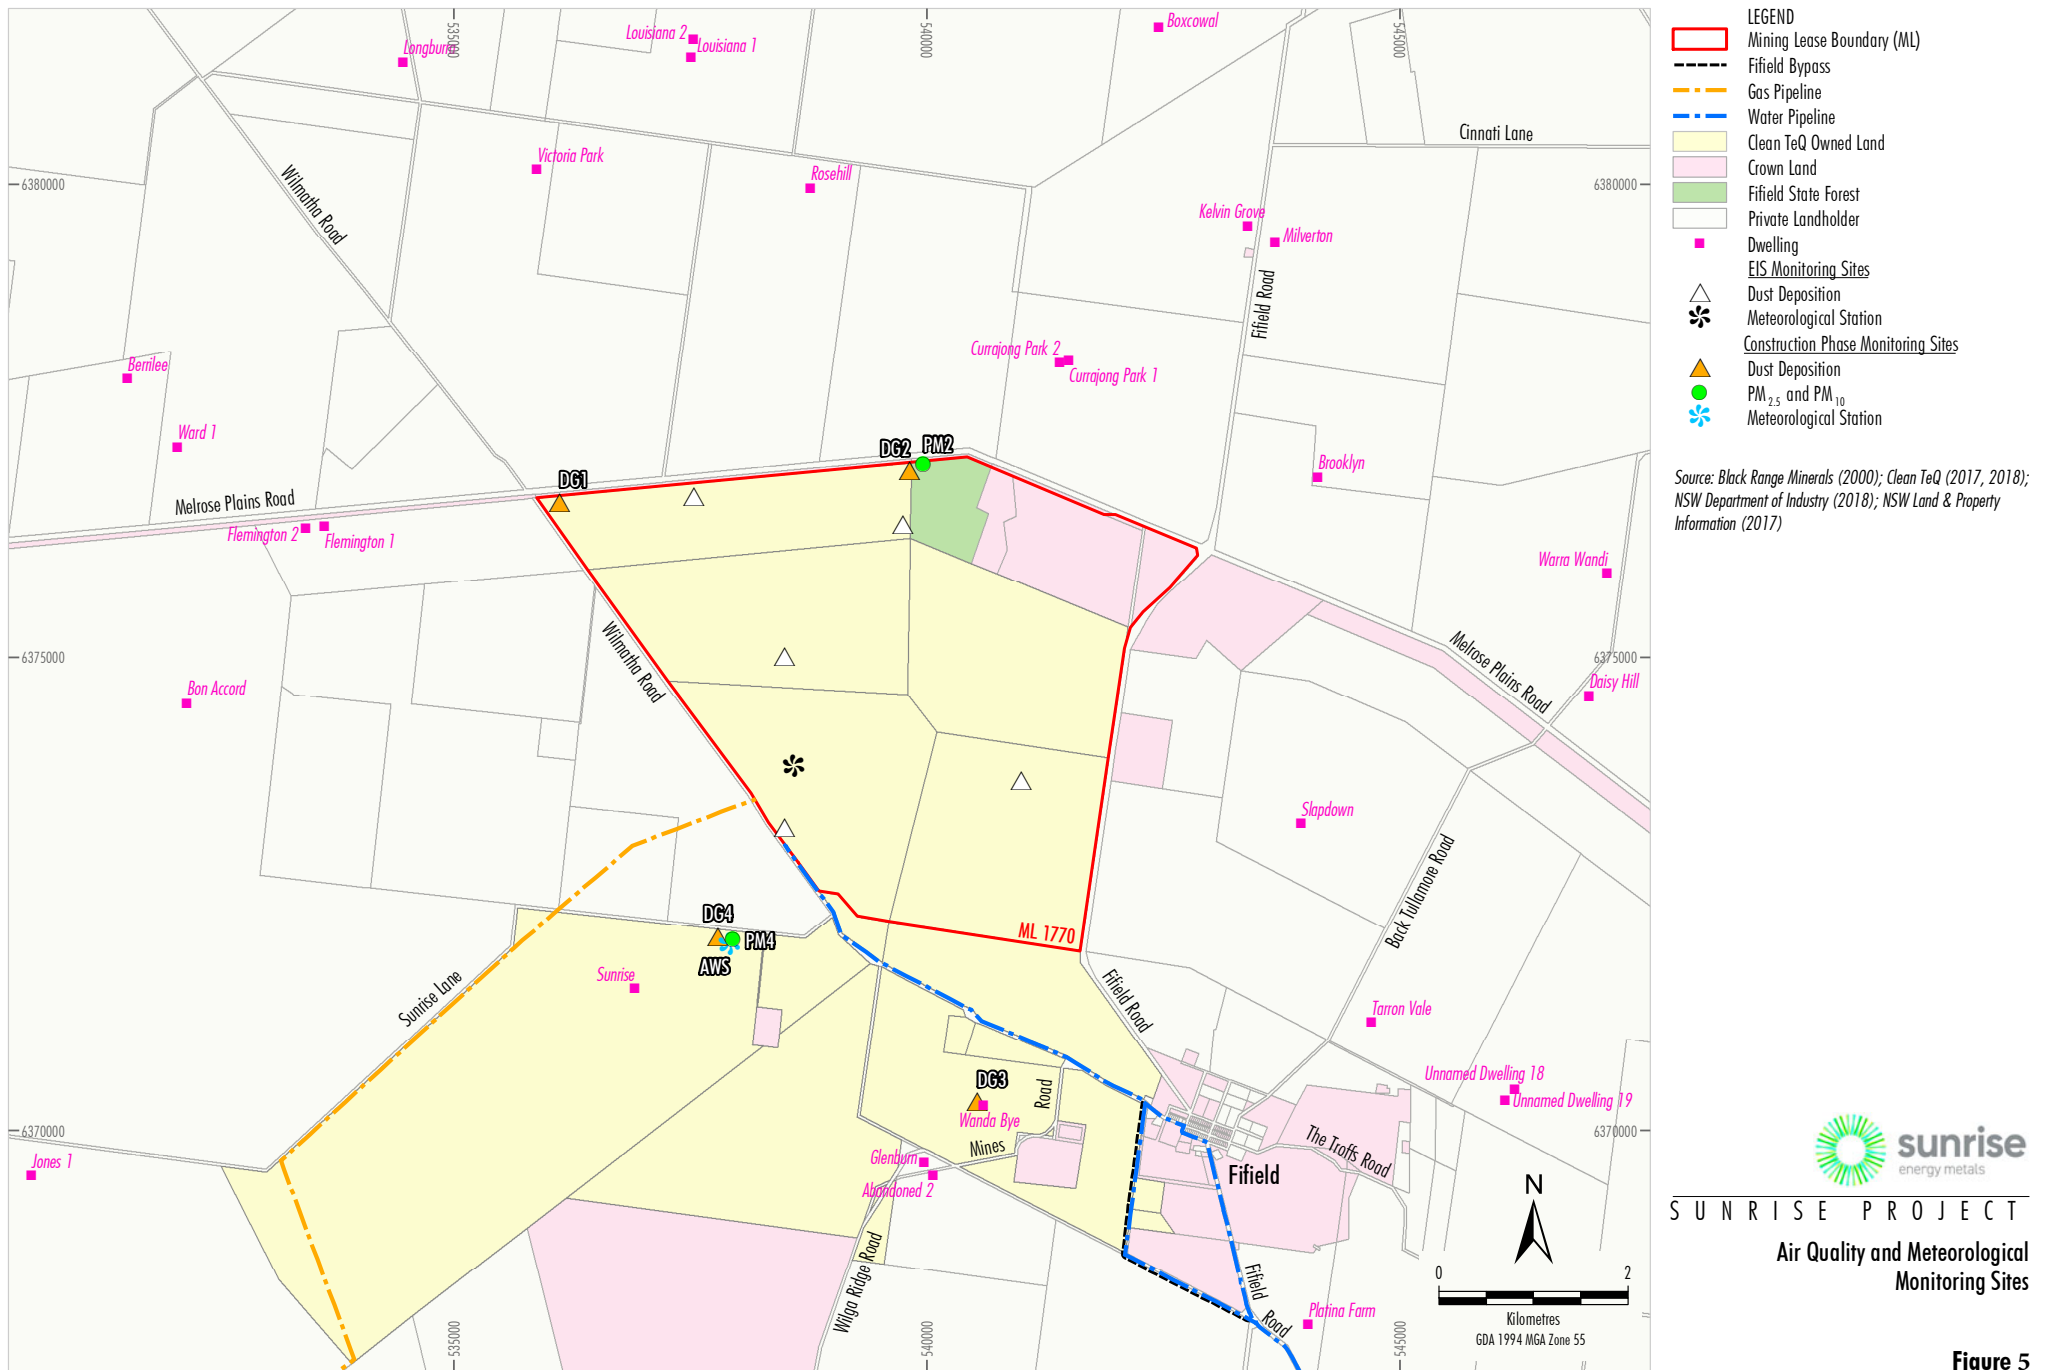 535000
540000
545000
Boxcowal
Louisiana 2
Louisiana 1
Longburn
Cinnati Lane
Victoria Park
Rosehill
6380000
6380000
Wilmatha Road
Kelvin Grove
Milverton
Fifield Road
Currajong Park 2
Currajong Park 1
Berrilee
Ward 1
DG2
PM2
Brooklyn
DG1
Melrose Plains Road
Flemington 2
Flemington 1
Warra Wandi
Wilmatha Road
6375000
6375000
Melrose Plains Road
Daisy Hill
Bon Accord
Slapdown
Back Tullamore Road
DG4
PM4
AWS
ML 1770
Sunrise
Sunrise Lane
Fifield Road
Tarron Vale
Unnamed Dwelling 18
Unnamed Dwelling 19
DG3
Wanda Bye
Mines
Road
6370000
6370000
The Troffs Road
Jones 1
Glenburn
Abandoned 2
Fifield
Wilga Ridge Road
Fifield
Road
Platina Farm
N
0 2
Kilometres
GDA 1994 MGA Zone 55
535000
540000
545000
LEGEND
Mining Lease Boundary (ML)
Fifield Bypass
Gas Pipeline
Water Pipeline
Clean TeQ Owned Land
Crown Land
Fifield State Forest
Private Landholder
Dwelling
EIS Monitoring Sites
Dust Deposition
Meteorological Station
Construction Phase Monitoring Sites
Dust Deposition
PM2.5 and PM10
Meteorological Station
Source: Black Range Minerals (2000); Clean TeQ (2017, 2018);
NSW Department of Industry (2018); NSW Land & Property
Information (2017)
sunrise
energy metals
SUNRISE PROJECT
Air Quality and Meteorological
Monitoring Sites
Figure 5